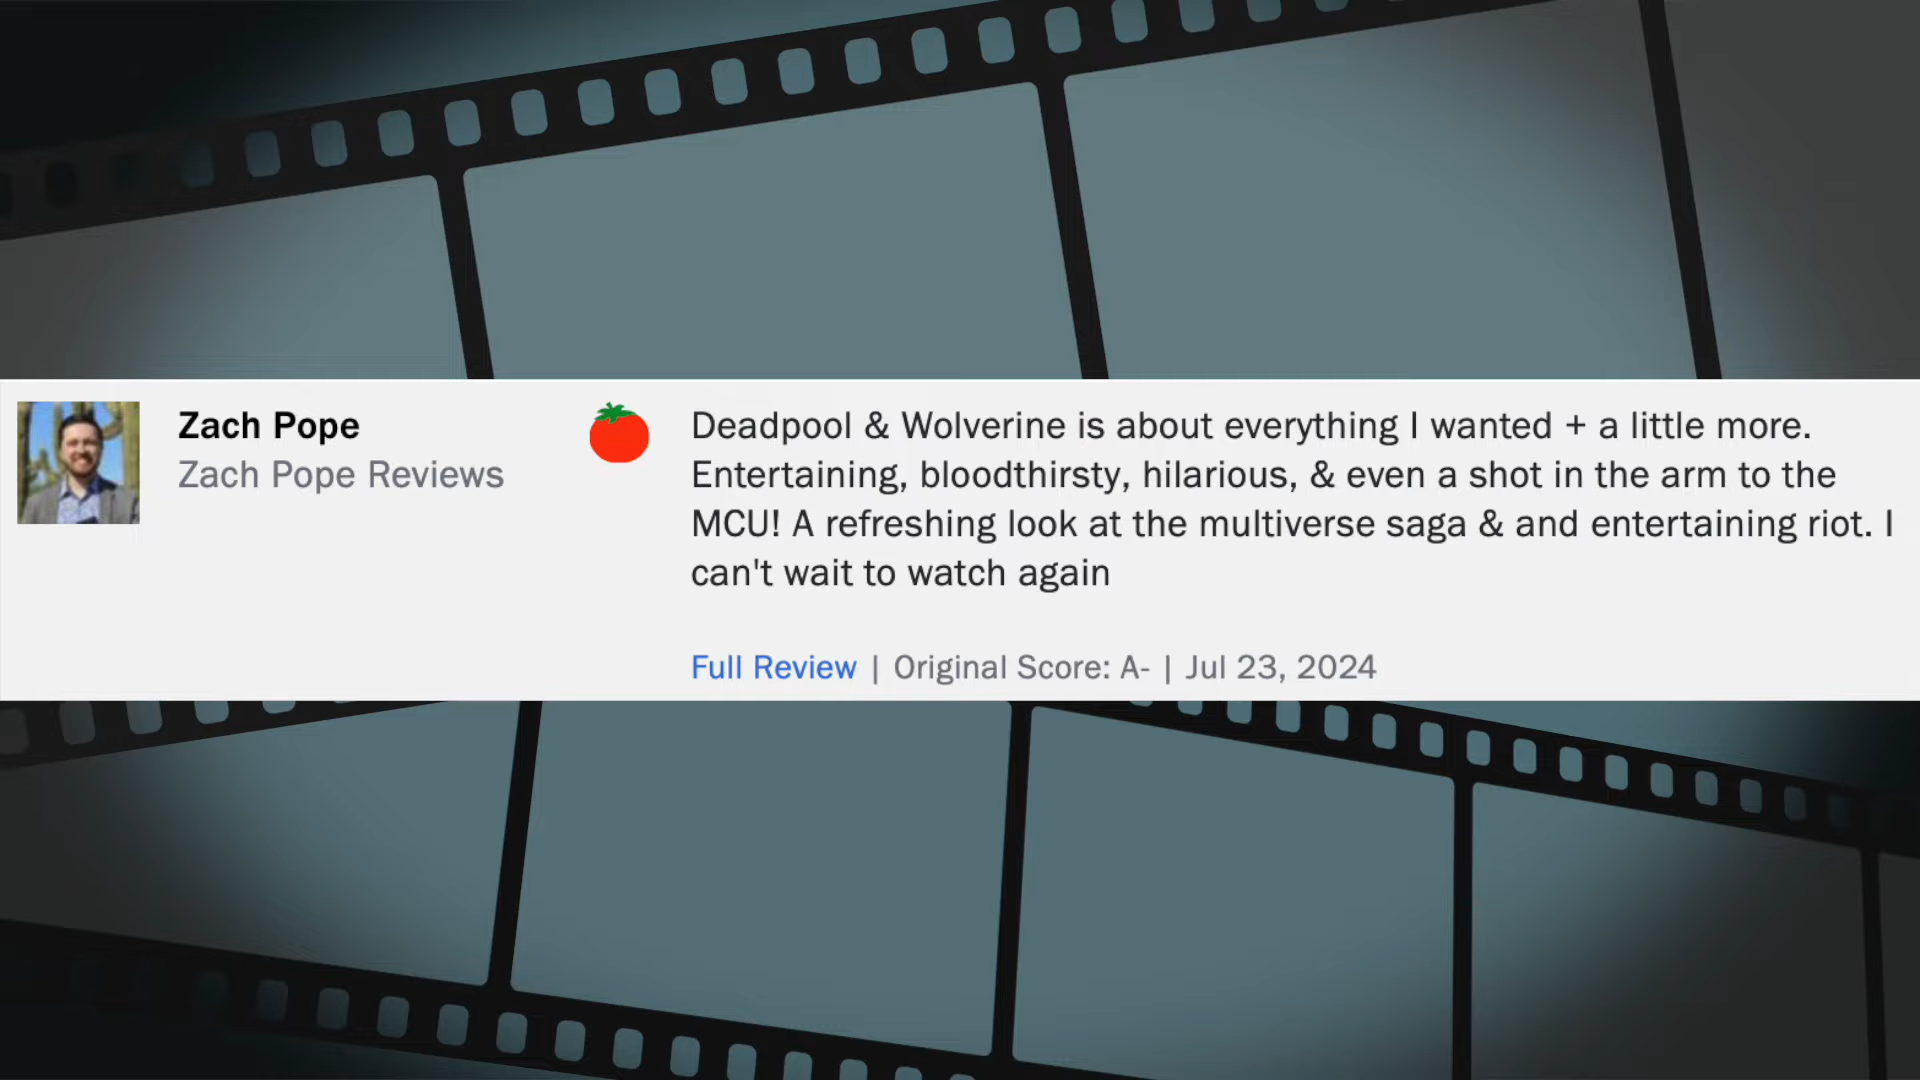 Zach Pope
Zach Pope Reviews
Deadpool & Wolverine is about everything I wanted + a little more.
Entertaining, bloodthirsty, hilarious, & even a shot in the arm to the
MCU! A refreshing look at the multiverse saga & and entertaining riot. I
can't wait to watch again
Full Review | Original Score: A- | Jul 23, 2024